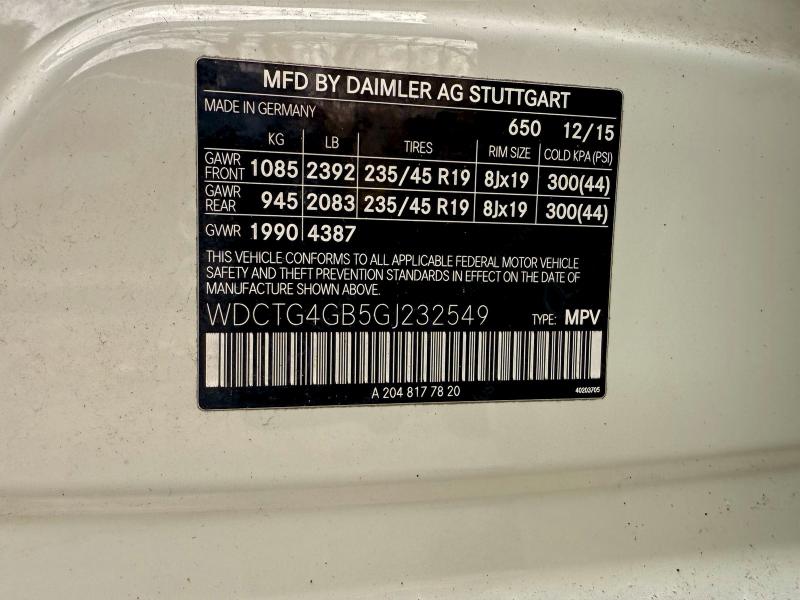 MFD BY DAIMLER AG STUTTGART
MADE IN GERMANY
650 12/15
KG LB TIRES RIM SIZE COLD KPA (PSI)
GAWR FRONT 1085 2392 235/45 R19 8Jx19 300(44)
GAWR REAR 945 2083 235/45 R19 8Jx19 300(44)
GVWR 1990 4387
THIS VEHICLE CONFORMS TO ALL APPLICABLE FEDERAL MOTOR VEHICLE
SAFETY AND THEFT PREVENTION STANDARDS IN EFFECT ON THE DATE OF
MANUFACTURE SHOWN ABOVE.
WDCTG4GB5GJ232549 TYPE: MPV
A 204 817 78 20 40203705